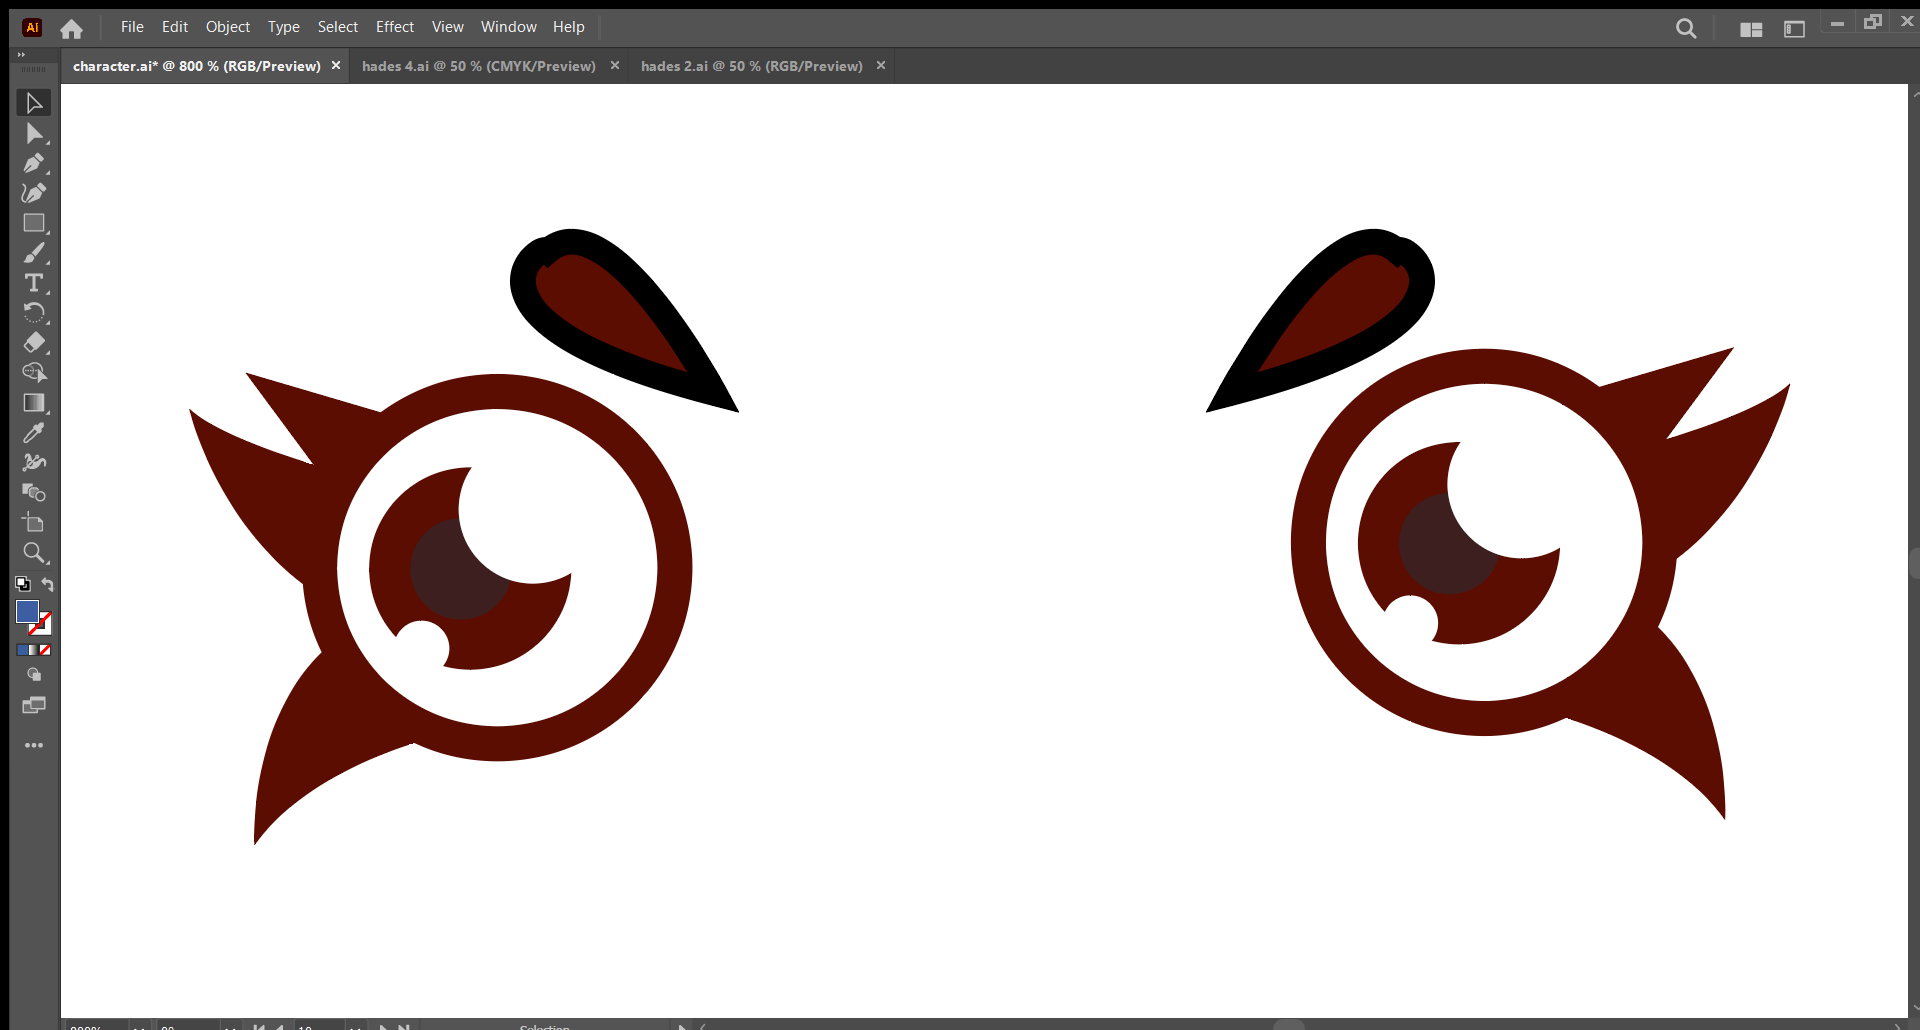 Ai File Edit Object Type Select Effect View Window Help
character.ai* @ 800 % (RGB/Preview) × hades 4.ai @ 50 % (CMYK/Preview) × hades 2.ai @ 50 % (RGB/Preview) ×
T
Selection